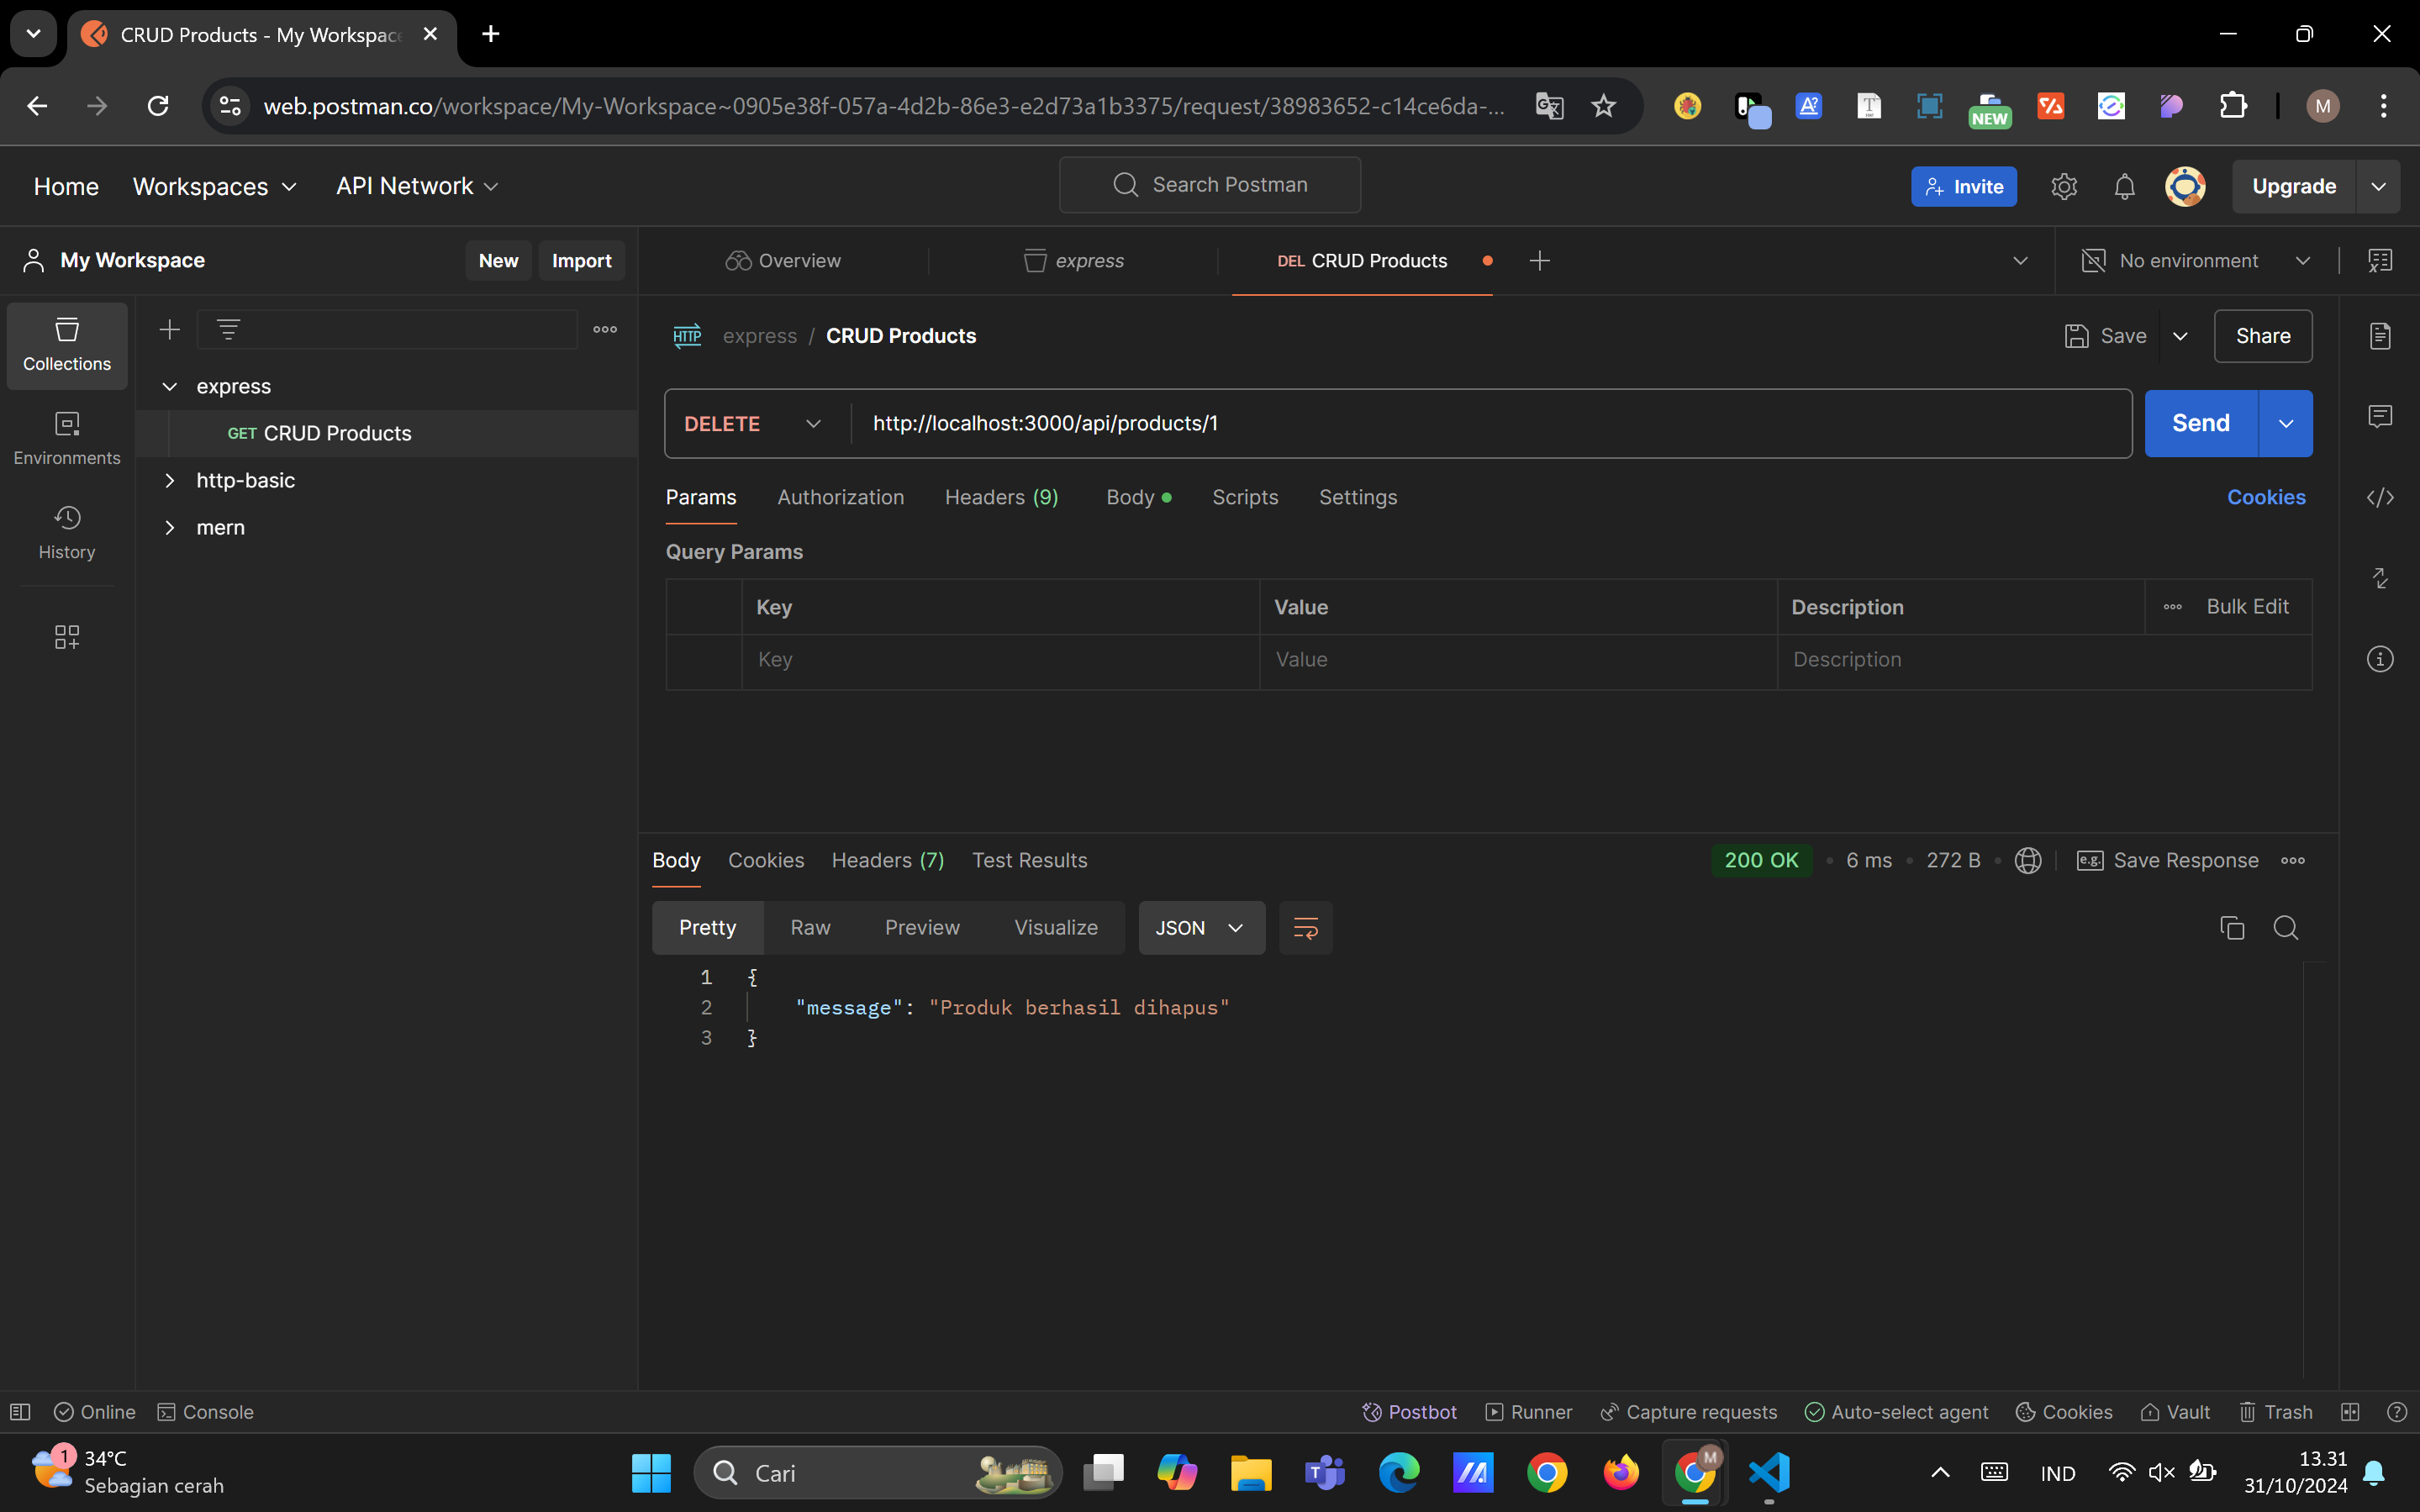 CRUD Products - My Workspac
web.postman.co/workspace/My-Workspace~0905e38f-057a-4d2b-86e3-e2d73a1b3375/request/38983652-c14ce6da-...
NEW
M
Home Workspaces API Network
Search Postman
Invite
Upgrade
My Workspace
New
Import
Overview
express
DEL CRUD Products
No environment
Collections
Environments
History
express
GET CRUD Products
http-basic
mern
HTTP express / CRUD Products
Save
Share
DELETE
http://localhost:3000/api/products/1
Send
Params Authorization Headers (9) Body Scripts Settings
Cookies
Query Params
Key Value Description Bulk Edit
Key Value Description
Body Cookies Headers (7) Test Results
200 OK 6 ms 272 B e.g. Save Response
Pretty Raw Preview Visualize JSON
1 {
2 "message": "Produk berhasil dihapus"
3 }
Online Console
Postbot Runner Capture requests Auto-select agent Cookies Vault Trash
1
34°C
Sebagian cerah
Cari
M
IND
13.31
31/10/2024